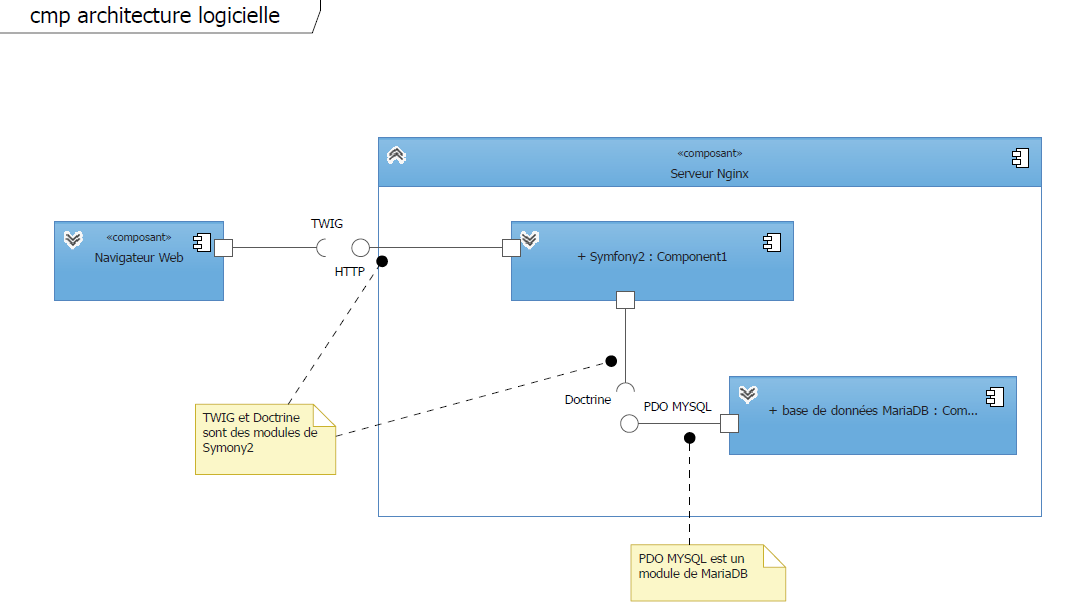 cmp architecture logicielle
«composant»
Serveur Nginx
TWIG
«composant»
Navigateur Web
+ Symfony2 : Component1
HTTP
Doctrine
PDO MYSQL
+ base de données MariaDB : Com...
TWIG et Doctrine
sont des modules de
Symony2
PDO MYSQL est un
module de MariaDB